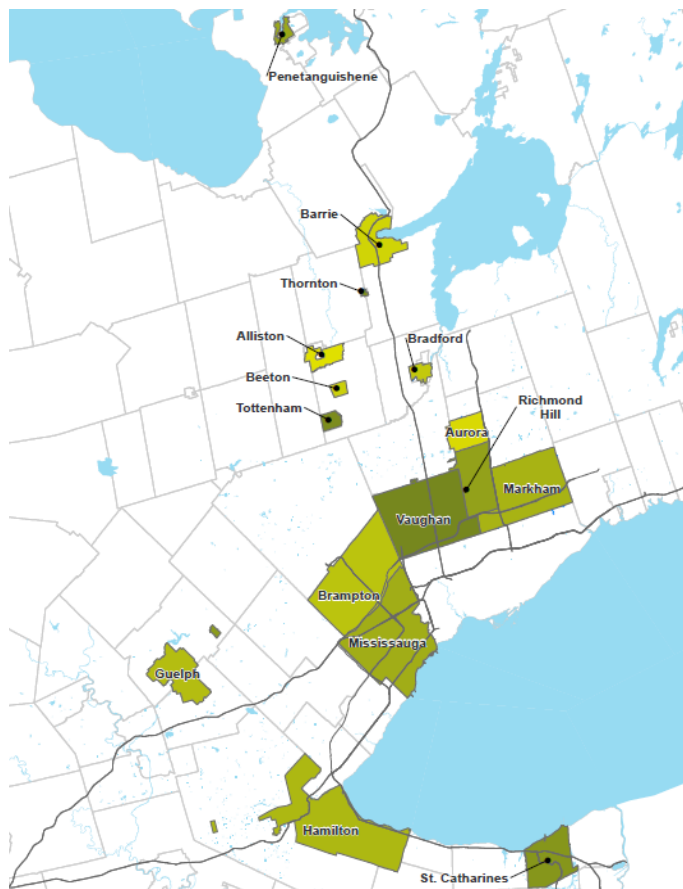 Penetanguishene
Barrie
Thornton
Alliston
Bradford
Beeton
Tottenham
Richmond
Hill
Aurora
Markham
Vaughan
Brampton
Mississauga
Guelph
Hamilton
St. Catharines